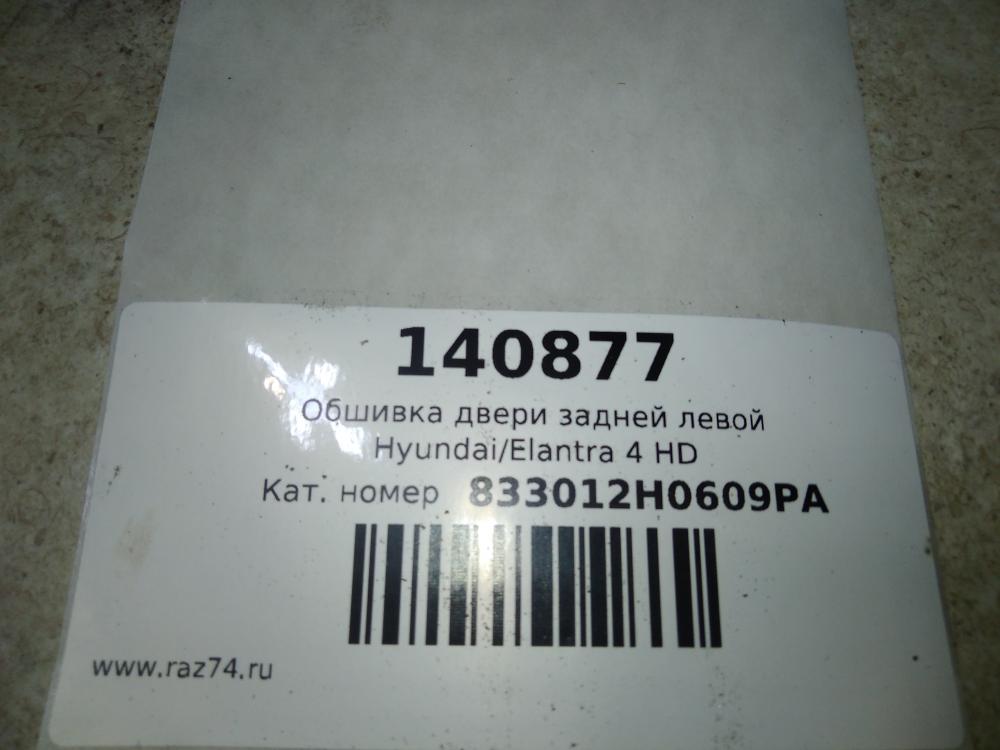 140877
Обшивка двери задней левой
Hyundai/Elantra 4 HD
Кат. номер 833012H0609PA
www.raz74.ru